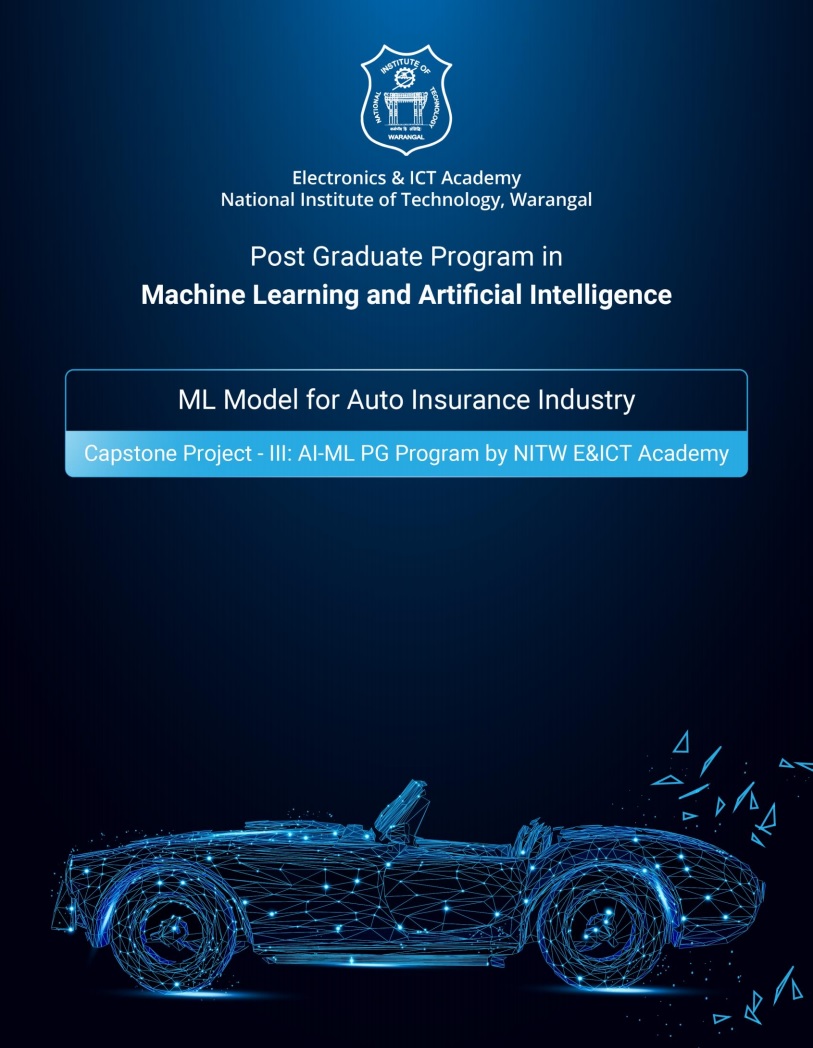 INSTITUTE OF
NATIONAL
TECHNOLOGY
WARANGAL
Electronics & ICT Academy
National Institute of Technology, Warangal
Post Graduate Program in
Machine Learning and Artificial Intelligence
ML Model for Auto Insurance Industry
Capstone Project - III: AI-ML PG Program by NITW E&ICT Academy